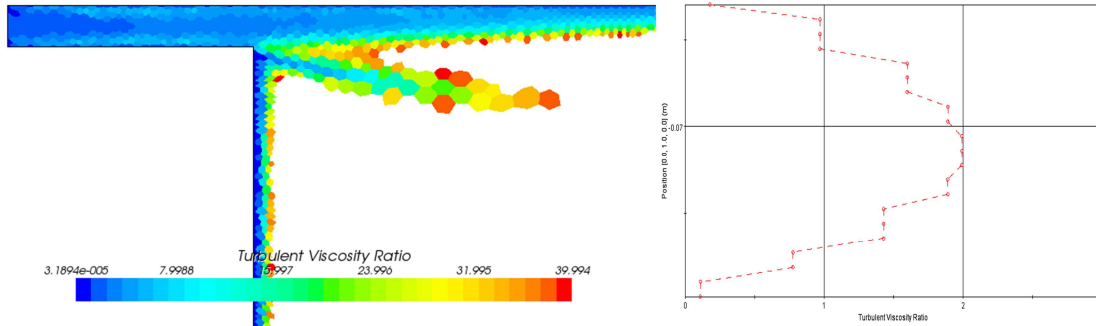 Turbulent Viscosity Ratio
3.1894e-005 7.9988 15.997 23.996 31.995 39.994
Position [0.0, 1.0, 0.0] (m)
-0.07
0 1 2
Turbulent Viscosity Ratio